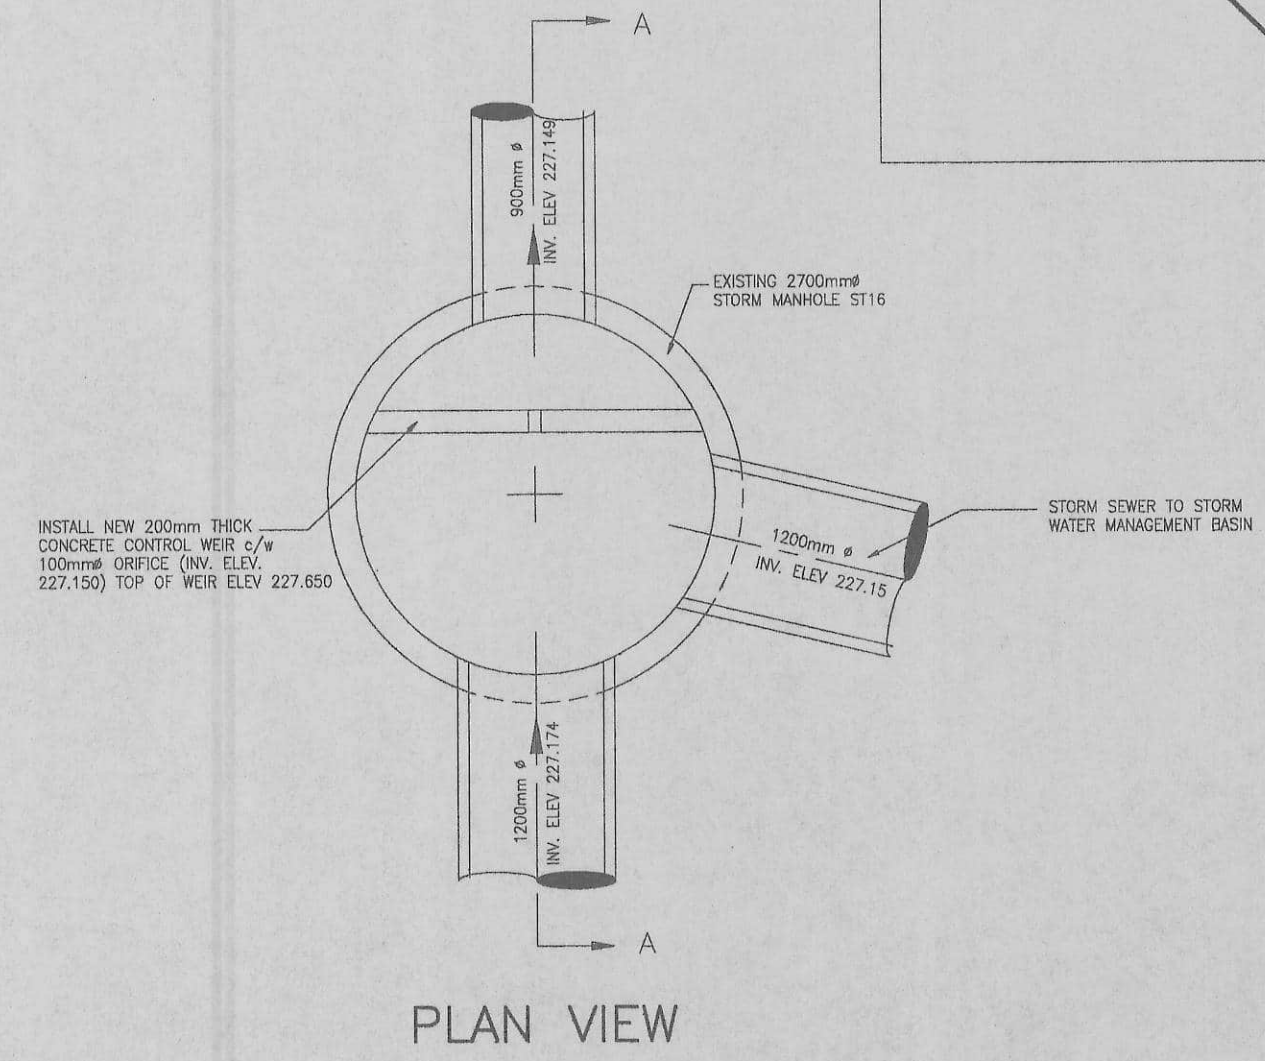 A
900mm ø
INV. ELEV 227.149
EXISTING 2700mmø
STORM MANHOLE ST16
INSTALL NEW 200mm THICK
CONCRETE CONTROL WEIR c/w
100mmø ORIFICE (INV. ELEV.
227.150) TOP OF WEIR ELEV 227.650
STORM SEWER TO STORM
WATER MANAGEMENT BASIN
1200mm ø
INV. ELEV 227.15
1200mm ø
INV. ELEV 227.174
A
PLAN VIEW